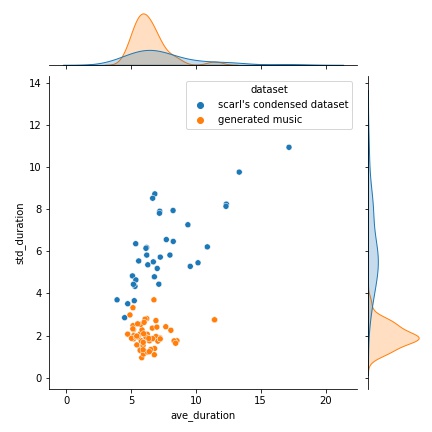 dataset
scarl's condensed dataset
generated music
14
12
10
8
6
4
2
0
std_duration
0 5 10 15 20
ave_duration